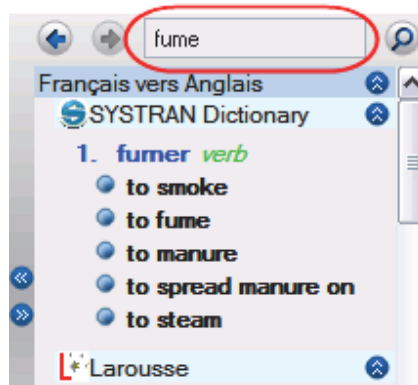 fume
Français vers Anglais
SYSTRAN Dictionary
1. fumer verb
to smoke
to fume
to manure
to spread manure on
to steam
Larousse